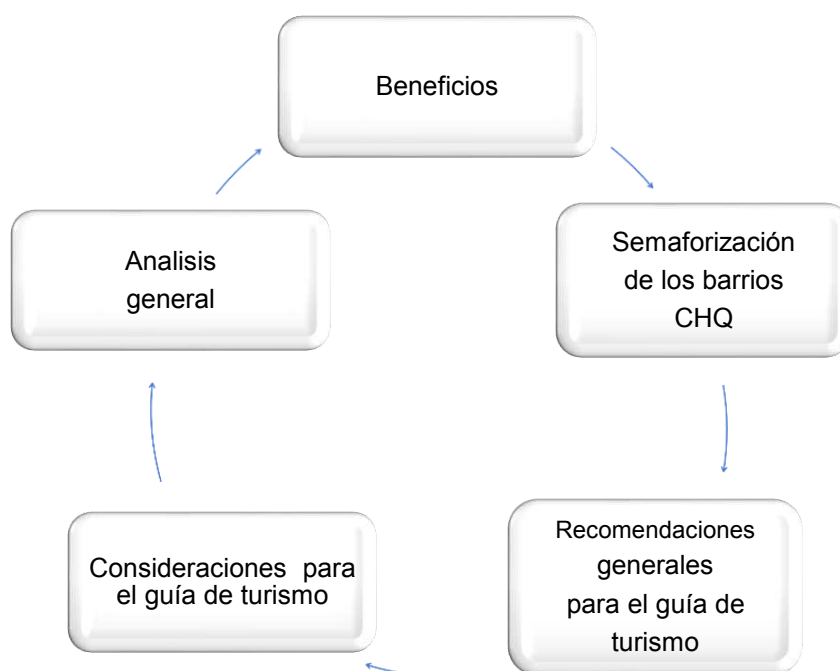 Beneficios
Semaforización
de los barrios
CHQ
Recomendaciones
generales
para el guía de
turismo
Consideraciones para
el guía de turismo
Analisis
general